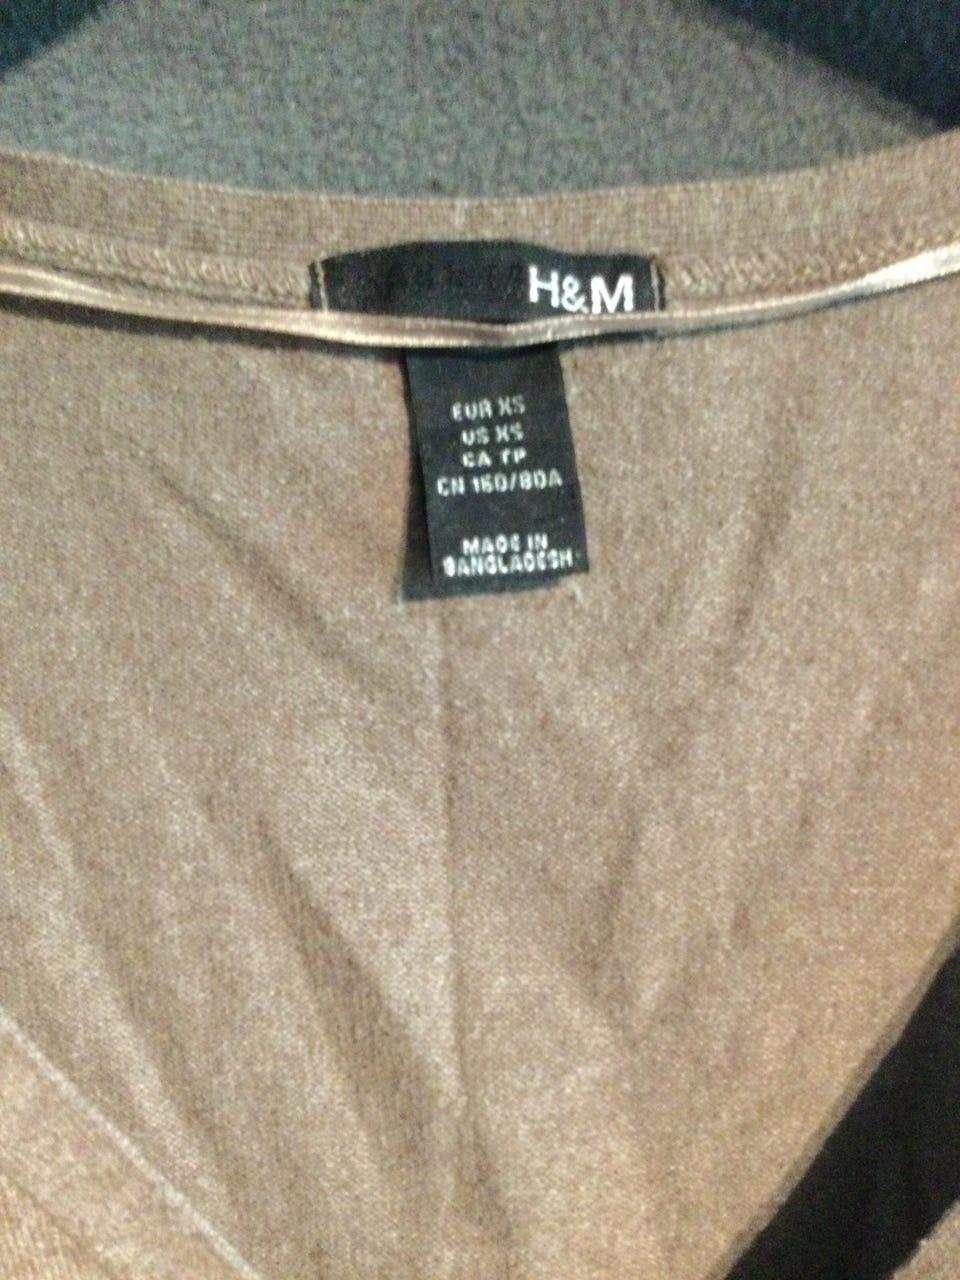 H&M
EUR XS
US XS
CA TP
CN 160/80A
MADE IN
BANGLADESH